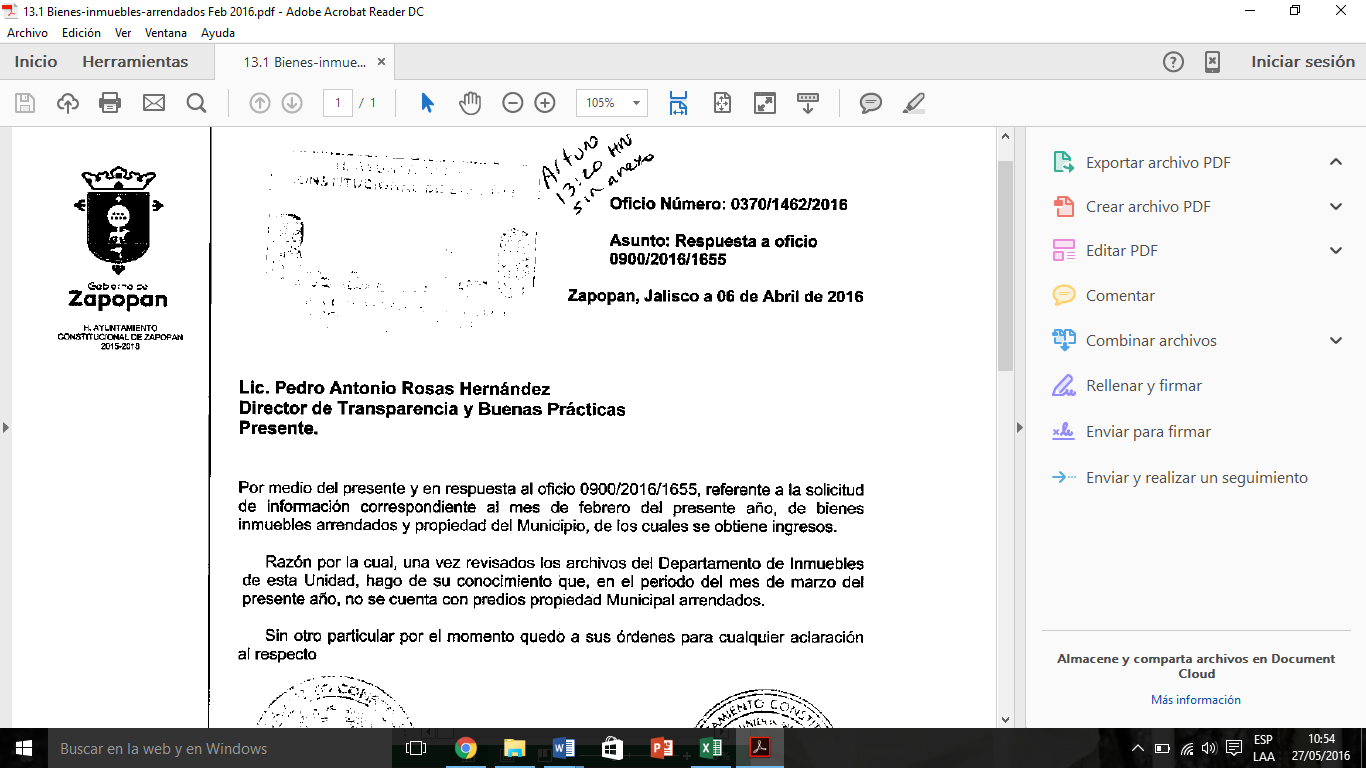 13.1 Bienes-inmuebles-arrendados Feb 2016.pdf - Adobe Acrobat Reader DC
Archivo Edición Ver Ventana Ayuda
Inicio Herramientas 13.1 Bienes-inmue... × Iniciar sesión
1 / 1 105%
Arturo
13:20 HN
sin anexo
H. AYUNTAMIENTO
CONSTITUCIONAL DE
Oficio Número: 0370/1462/2016
Asunto: Respuesta a oficio
0900/2016/1655
Zapopan, Jalisco a 06 de Abril de 2016
Gobierno de
Zapopan
H. AYUNTAMIENTO
CONSTITUCIONAL DE ZAPOPAN
2015-2018
Lic. Pedro Antonio Rosas Hernández
Director de Transparencia y Buenas Prácticas
Presente.
Por medio del presente y en respuesta al oficio 0900/2016/1655, referente a la solicitud
de información correspondiente al mes de febrero del presente año, de bienes
inmuebles arrendados y propiedad del Municipio, de los cuales se obtiene ingresos.
Razón por la cual, una vez revisados los archivos del Departamento de Inmuebles
de esta Unidad, hago de su conocimiento que, en el periodo del mes de marzo del
presente año, no se cuenta con predios propiedad Municipal arrendados.
Sin otro particular por el momento quedo a sus órdenes para cualquier aclaración
al respecto
Exportar archivo PDF
Crear archivo PDF
Editar PDF
Comentar
Combinar archivos
Rellenar y firmar
Enviar para firmar
Enviar y realizar un seguimiento
Almacene y comparta archivos en Document
Cloud
Más información
Buscar en la web y en Windows
ESP
LAA
10:54
27/05/2016